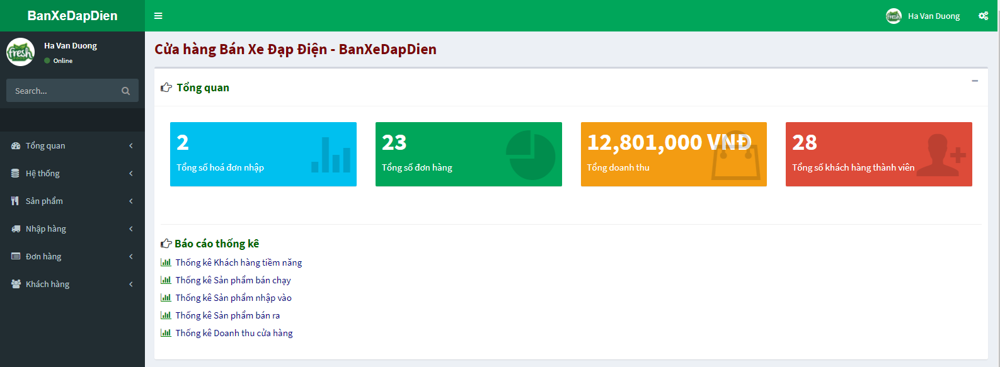 BanXeDapDien
Ha Van Duong
Ha Van Duong
Online
Search...
Tổng quan
Hệ thống
Sản phẩm
Nhập hàng
Đơn hàng
Khách hàng
Cửa hàng Bán Xe Đạp Điện - BanXeDapDien
Tổng quan
2
Tổng số hoá đơn nhập
23
Tổng số đơn hàng
12,801,000 VNĐ
Tổng doanh thu
28
Tổng số khách hàng thành viên
Báo cáo thống kê
Thống kê Khách hàng tiềm năng
Thống kê Sản phẩm bán chạy
Thống kê Sản phẩm nhập vào
Thống kê Sản phẩm bán ra
Thống kê Doanh thu cửa hàng
fresh
fresh